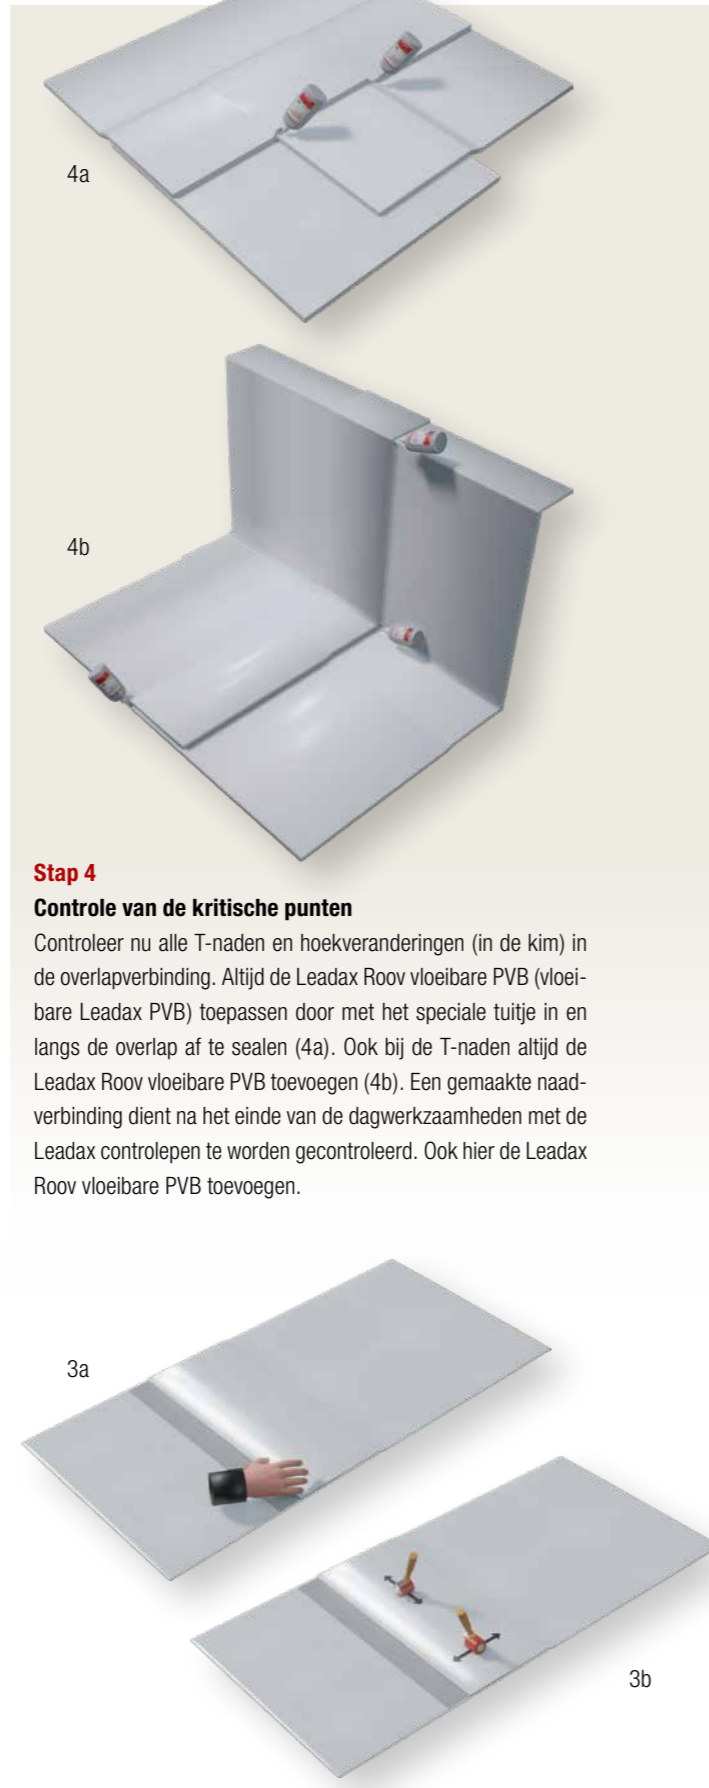 4a
4b
Stap 4
Controle van de kritische punten
Controleer nu alle T-naden en hoekveranderingen (in de kim) in
de overlapverbinding. Altijd de Leadax Roov vloeibare PVB (vloei-
bare Leadax PVB) toepassen door met het speciale tuitje in en
langs de overlap af te sealen (4a). Ook bij de T-naden altijd de
Leadax Roov vloeibare PVB toevoegen (4b). Een gemaakte naad-
verbinding dient na het einde van de dagwerkzaamheden met de
Leadax controlepen te worden gecontroleerd. Ook hier de Leadax
Roov vloeibare PVB toevoegen.
3a
3b